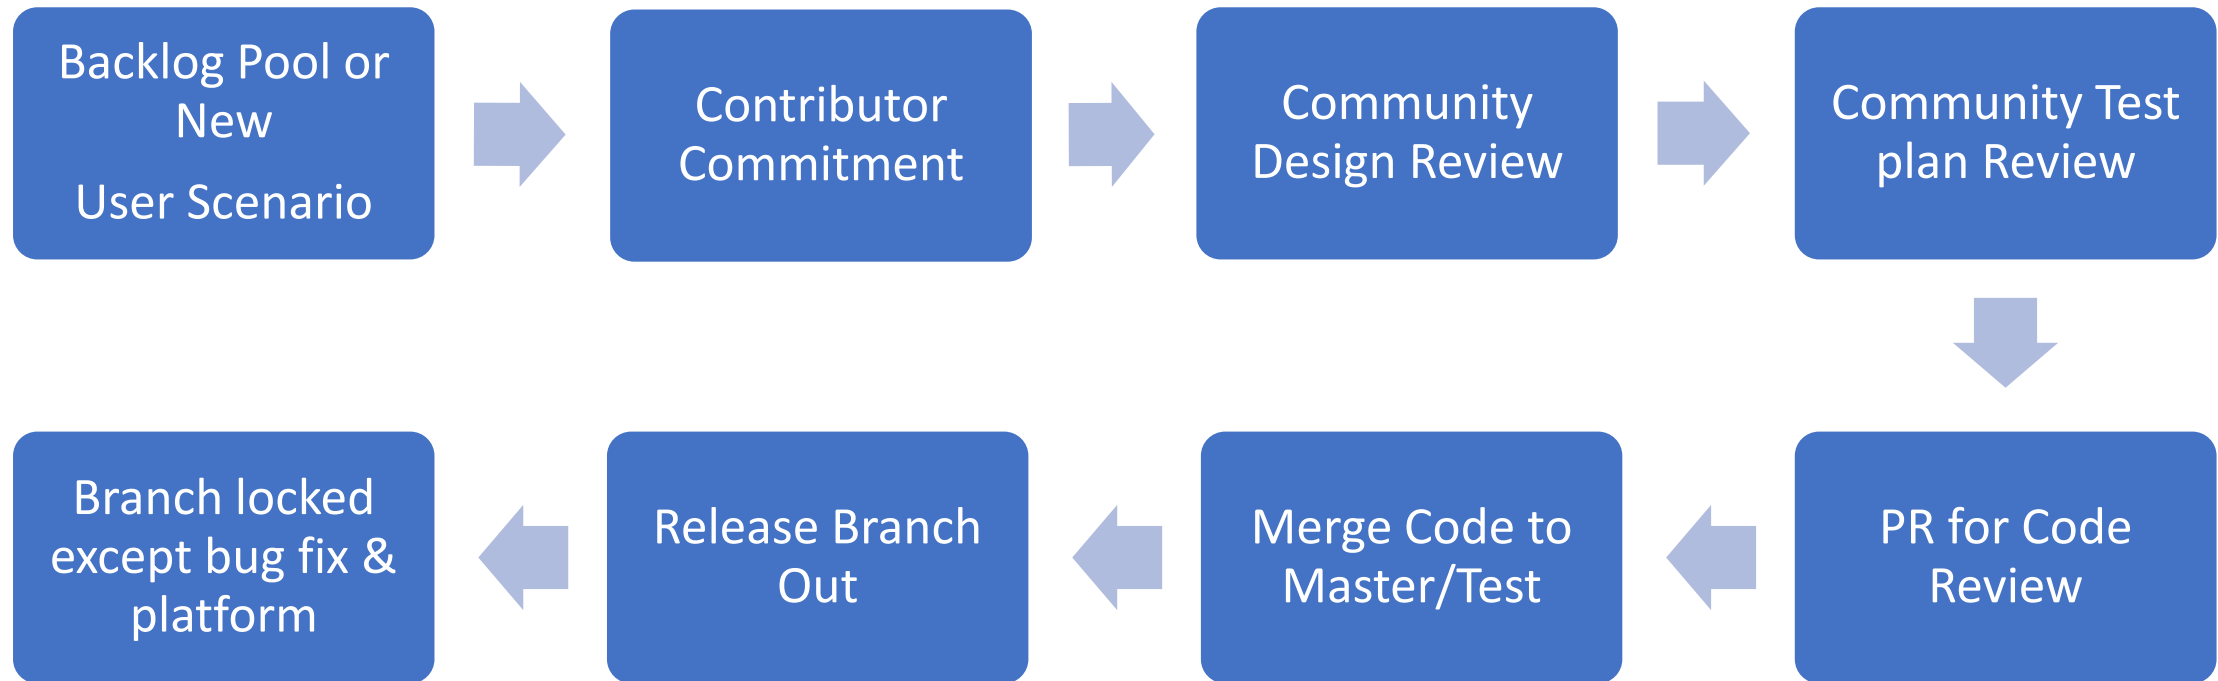 Backlog Pool or
New
User Scenario
Contributor
Commitment
Community
Design Review
Community Test
plan Review
Branch locked
except bug fix &
platform
Release Branch
Out
Merge Code to
Master/Test
PR for Code
Review